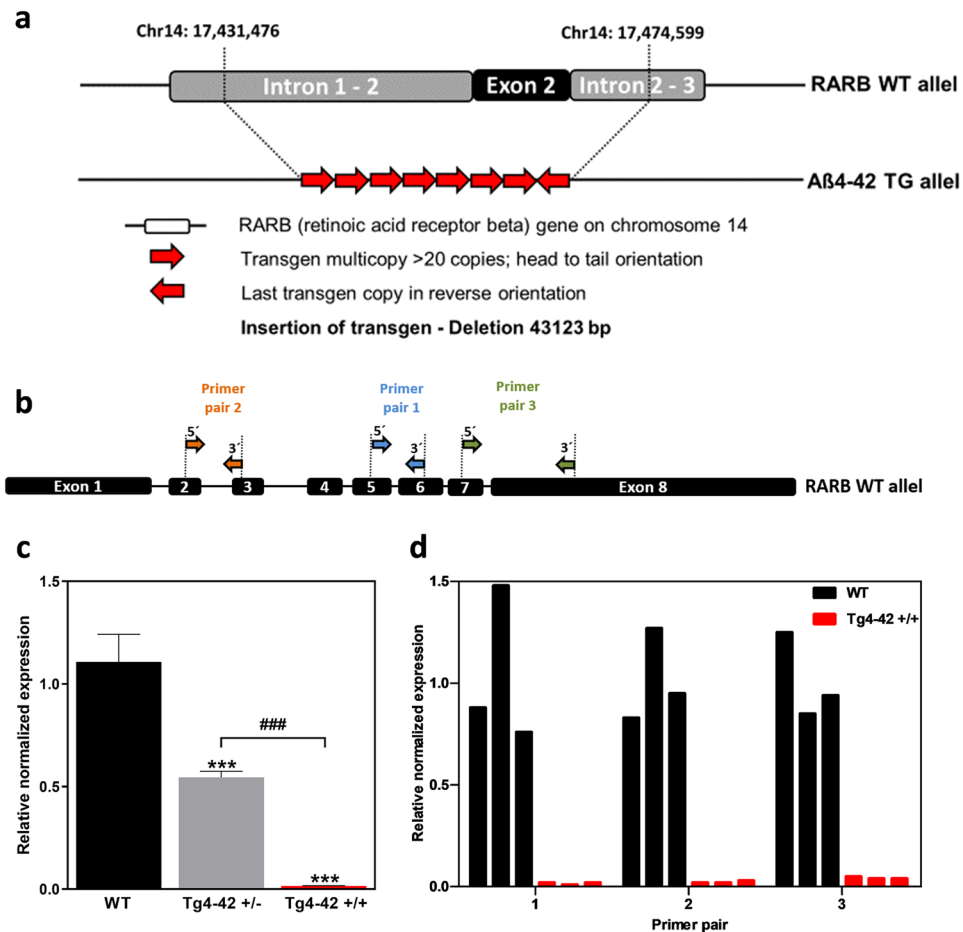 a
Chr14: 17,431,476
Chr14: 17,474,599
Intron 1 - 2
Exon 2
Intron 2 - 3
RARB WT allel
Aß4-42 TG allel
RARB (retinoic acid receptor beta) gene on chromosome 14
Transgen multicopy >20 copies; head to tail orientation
Last transgen copy in reverse orientation
Insertion of transgen - Deletion 43123 bp
b
Primer
pair 2
Primer
pair 1
Primer
pair 3
5´
3´
5´
3´
5´
3´
Exon 1
2
3
4
5
6
7
Exon 8
RARB WT allel
c
Relative normalized expression
1.5
1.0
0.5
0.0
***
###
***
WT
Tg4-42 +/-
Tg4-42 +/+
d
Relative normalized expression
1.5
1.0
0.5
0.0
WT
Tg4-42 +/+
1
2
3
Primer pair